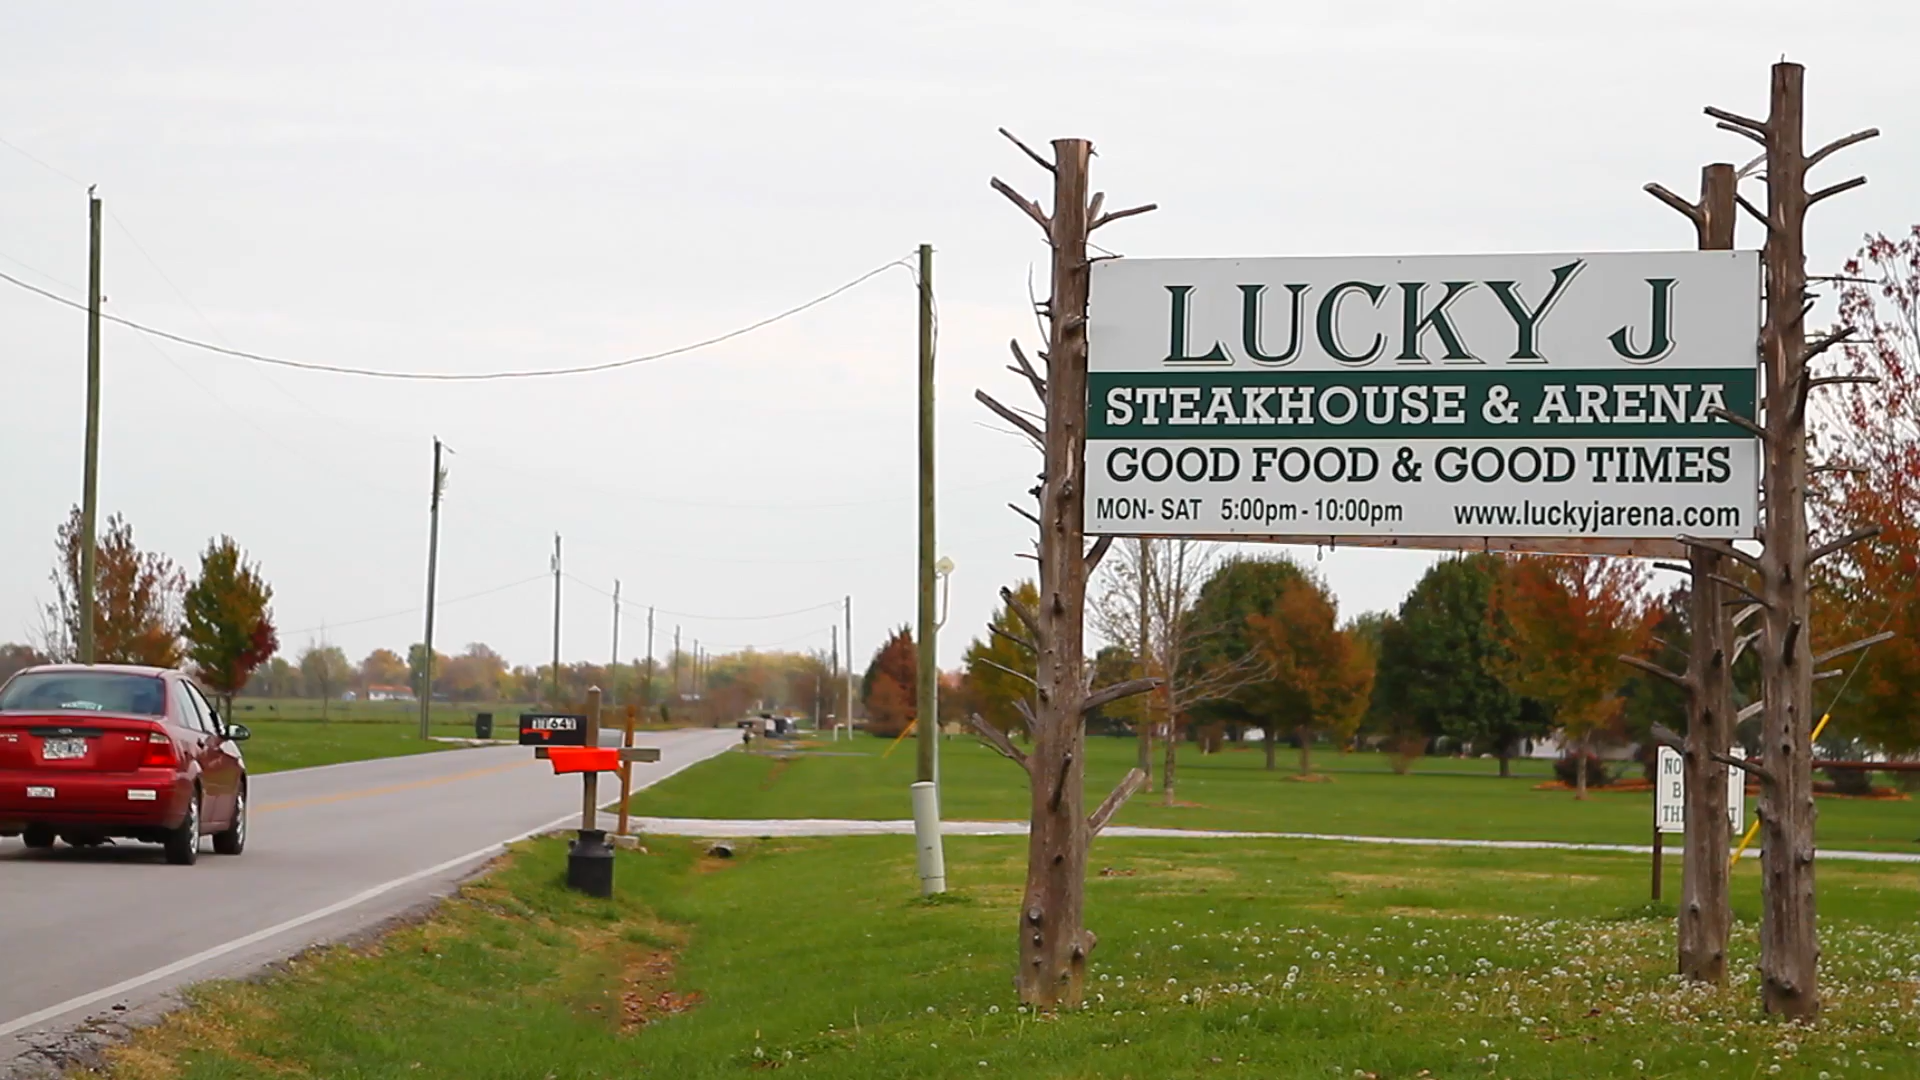 LUCKY J
STEAKHOUSE & ARENA
GOOD FOOD & GOOD TIMES
MON- SAT 5:00pm - 10:00pm www.luckyjarena.com